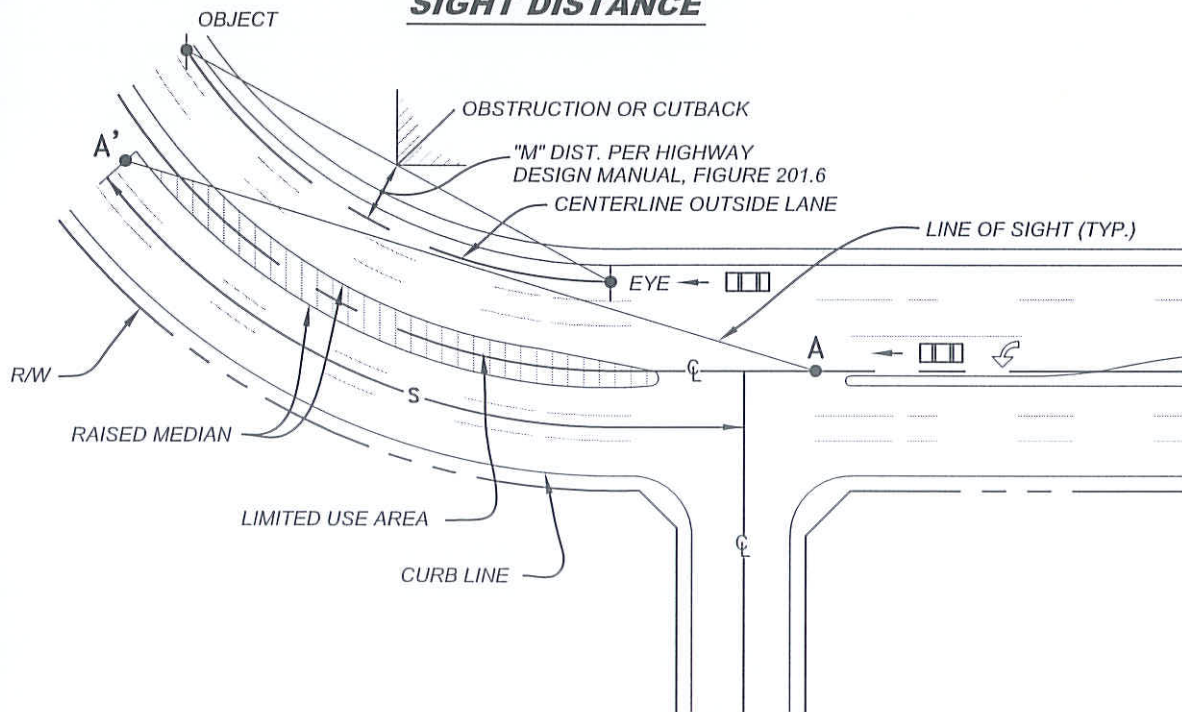 SIGHT DISTANCE
OBJECT
OBSTRUCTION OR CUTBACK
"M" DIST. PER HIGHWAY
DESIGN MANUAL, FIGURE 201.6
CENTERLINE OUTSIDE LANE
LINE OF SIGHT (TYP.)
A'
EYE
A
℄
R/W
S
RAISED MEDIAN
LIMITED USE AREA
℄
CURB LINE